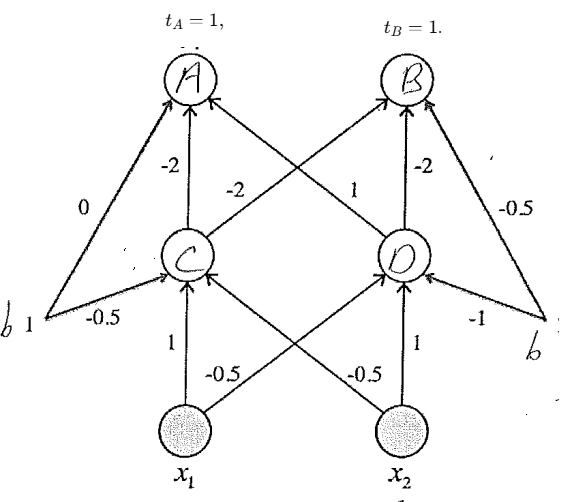 t_A = 1, t_B = 1.
A B
-2 -2
0 -2 1 -0.5
C D
b 1 -0.5 -1 b
1 -0.5 -0.5 1
x_1 x_2